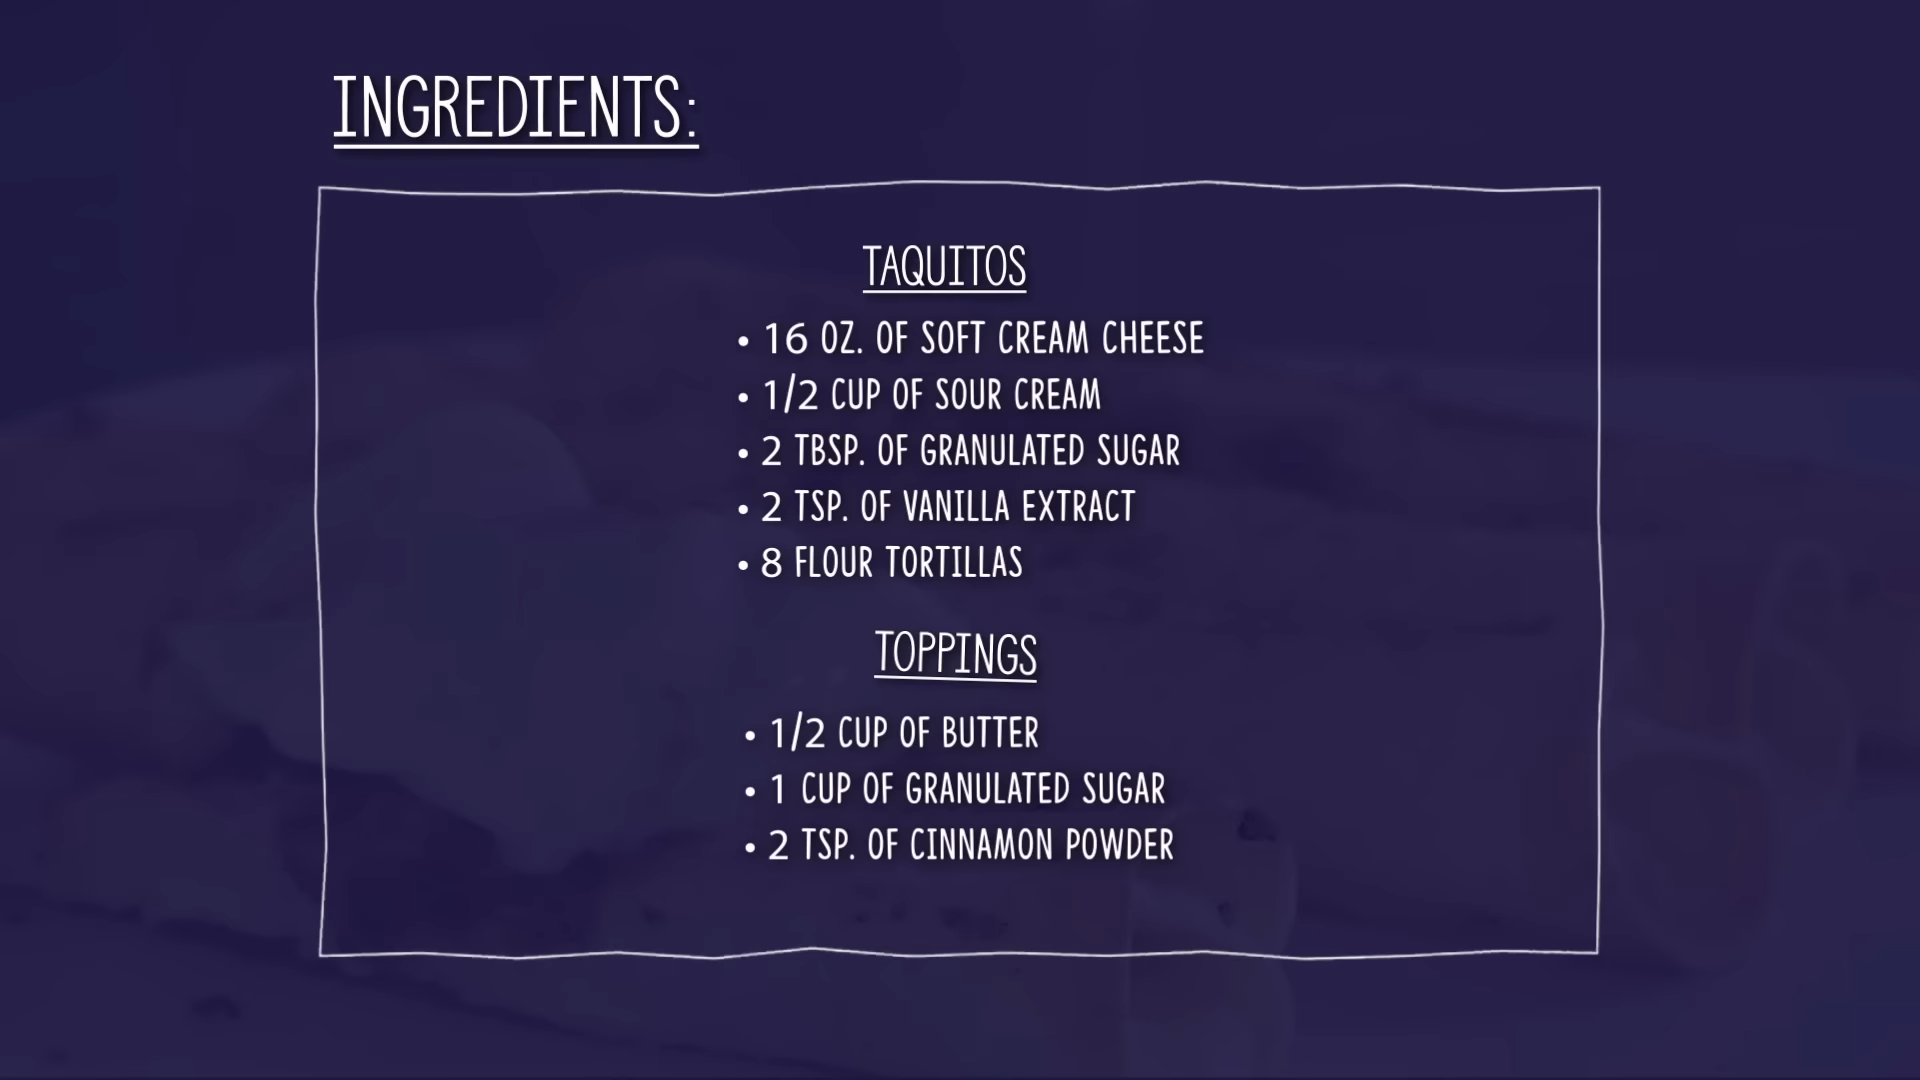 INGREDIENTS:
TAQUITOS
• 16 OZ. OF SOFT CREAM CHEESE
• 1/2 CUP OF SOUR CREAM
• 2 TBSP. OF GRANULATED SUGAR
• 2 TSP. OF VANILLA EXTRACT
• 8 FLOUR TORTILLAS
TOPPINGS
• 1/2 CUP OF BUTTER
• 1 CUP OF GRANULATED SUGAR
• 2 TSP. OF CINNAMON POWDER